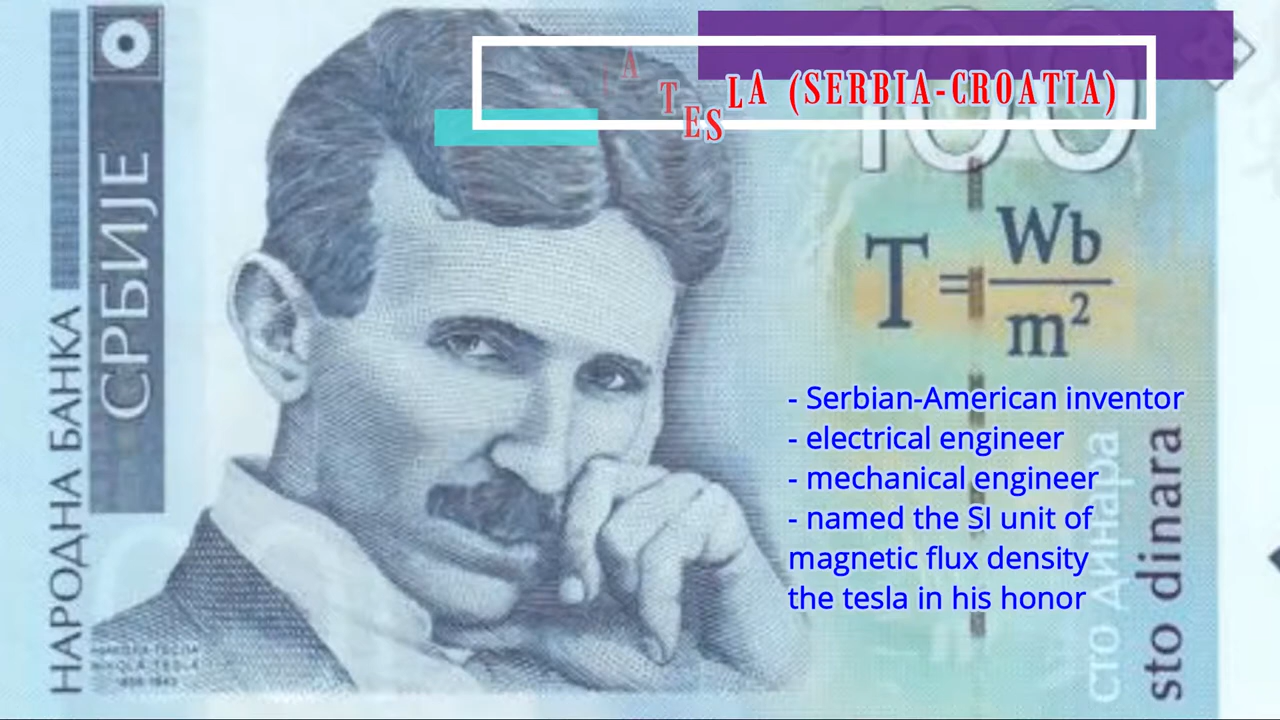 100
A TESLA (SERBIA-CROATIA)
НАРОДНА БАНКА
СРБИЈЕ
T = Wb
m²
- Serbian-American inventor
- electrical engineer
- mechanical engineer
- named the SI unit of
magnetic flux density
the tesla in his honor
сто динара
sto dinara